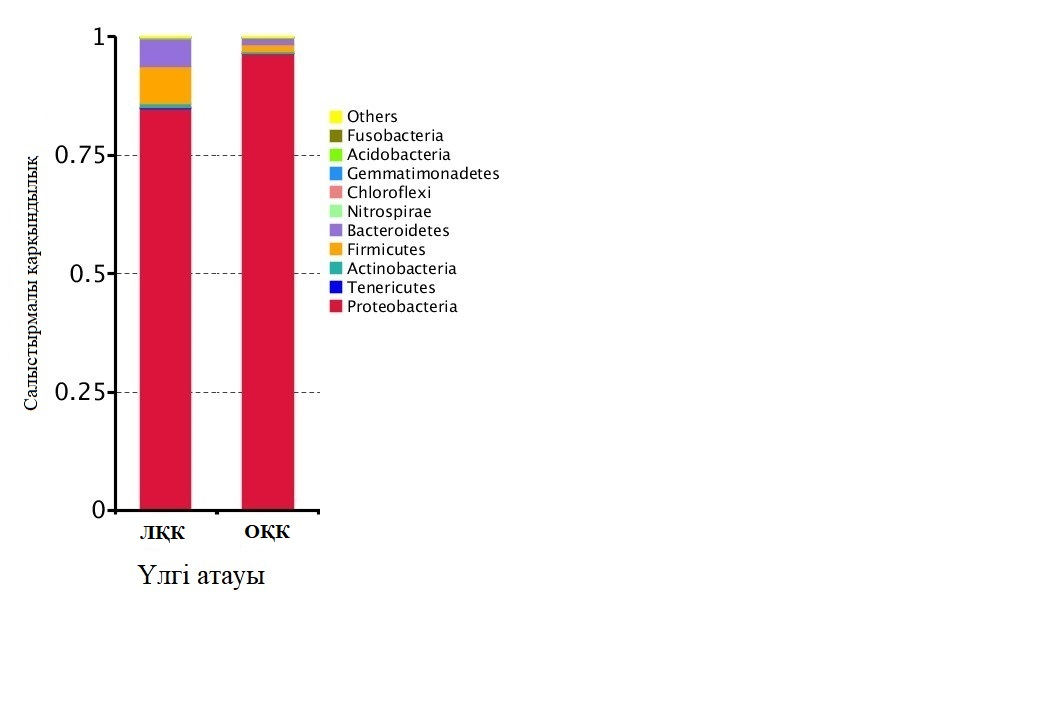 1
0.75
0.5
0.25
0
Салыстырмалы қарқындылық
ЛҚК
ОҚК
Үлгі атауы
Others
Fusobacteria
Acidobacteria
Gemmatimonadetes
Chloroflexi
Nitrospirae
Bacteroidetes
Firmicutes
Actinobacteria
Tenericutes
Proteobacteria